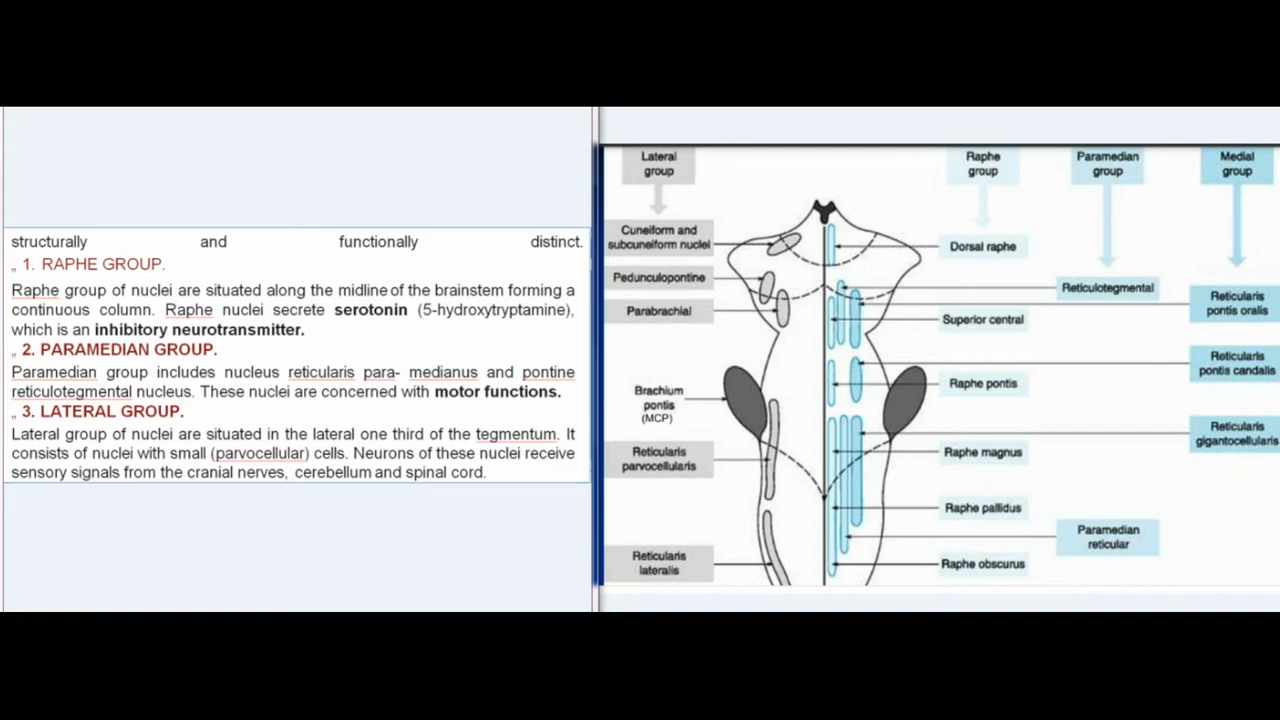 structurally and functionally distinct.
„ 1. RAPHE GROUP.
Raphe group of nuclei are situated along the midline of the brainstem forming a
continuous column. Raphe nuclei secrete serotonin (5-hydroxytryptamine),
which is an inhibitory neurotransmitter.
„ 2. PARAMEDIAN GROUP.
Paramedian group includes nucleus reticularis para- medianus and pontine
reticulotegmental nucleus. These nuclei are concerned with motor functions.
„ 3. LATERAL GROUP.
Lateral group of nuclei are situated in the lateral one third of the tegmentum. It
consists of nuclei with small (parvocellular) cells. Neurons of these nuclei receive
sensory signals from the cranial nerves, cerebellum and spinal cord.
Lateral
group
Cuneiform and
subcuneiform nuclei
Pedunculopontine
Parabrachial
Brachium
pontis
(MCP)
Reticularis
parvocellularis
Reticularis
lateralis
Raphe
group
Dorsal raphe
Superior central
Raphe pontis
Raphe magnus
Raphe pallidus
Raphe obscurus
Paramedian
group
Reticulotegmental
Paramedian
reticular
Medial
group
Reticularis
pontis oralis
Reticularis
pontis candalis
Reticularis
gigantocellularis